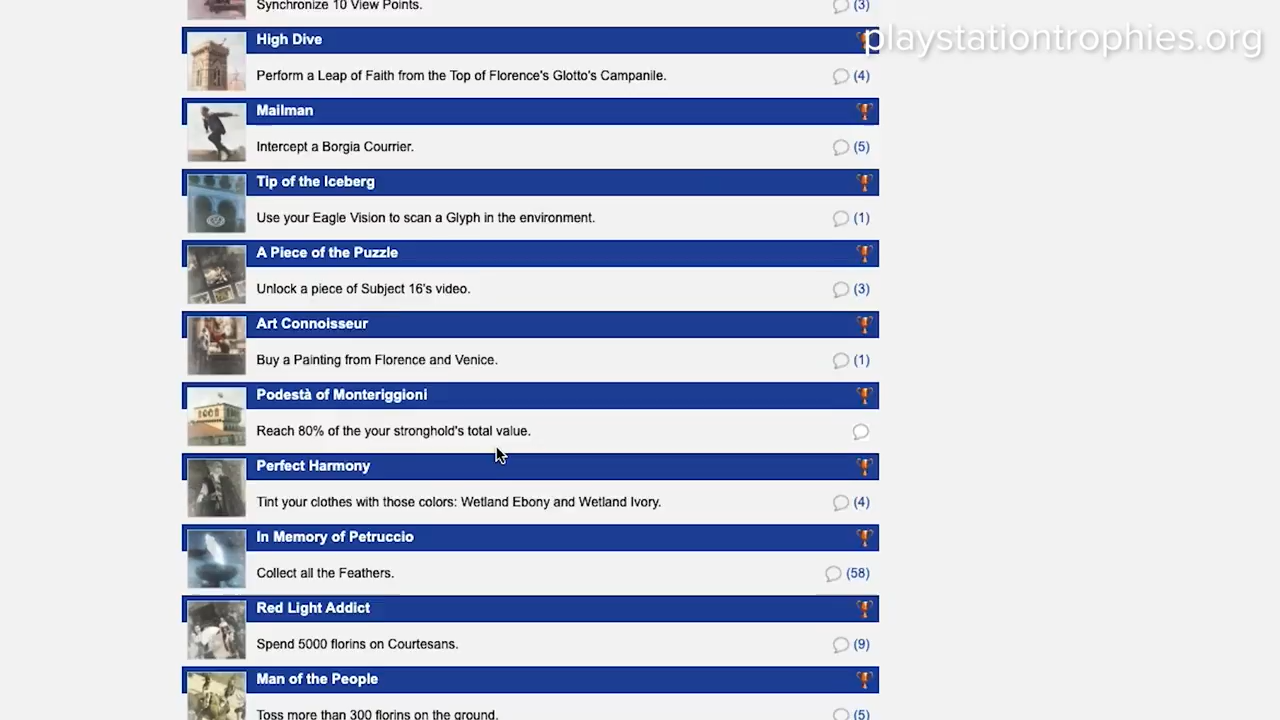 Synchronize 10 View Points.
(3)
playstationtrophies.org
High Dive
Perform a Leap of Faith from the Top of Florence's Glotto's Campanile.
(4)
Mailman
Intercept a Borgia Courrier.
(5)
Tip of the Iceberg
Use your Eagle Vision to scan a Glyph in the environment.
(1)
A Piece of the Puzzle
Unlock a piece of Subject 16's video.
(3)
Art Connoisseur
Buy a Painting from Florence and Venice.
(1)
Podestà of Monteriggioni
Reach 80% of the your stronghold's total value.
Perfect Harmony
Tint your clothes with those colors: Wetland Ebony and Wetland Ivory.
(4)
In Memory of Petruccio
Collect all the Feathers.
(58)
Red Light Addict
Spend 5000 florins on Courtesans.
(9)
Man of the People
Toss more than 300 florins on the ground.
(5)